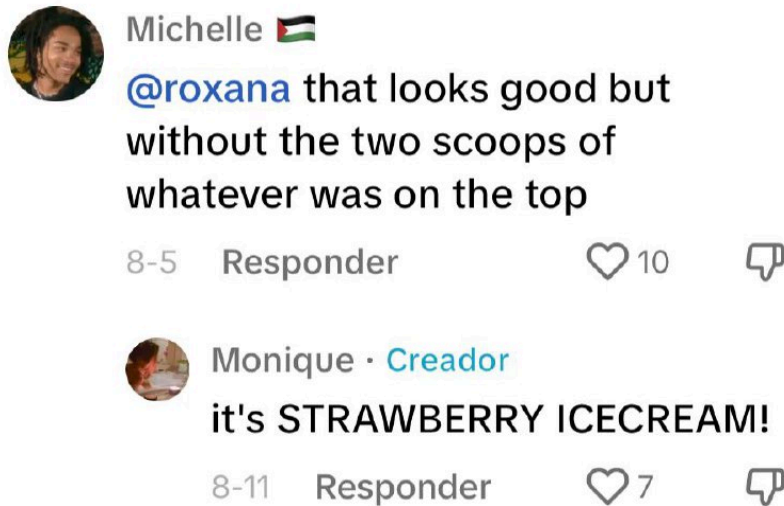 Michelle 🇵🇸
@roxana that looks good but
without the two scoops of
whatever was on the top
8-5 Responder 10
Monique · Creador
it's STRAWBERRY ICECREAM!
8-11 Responder 7